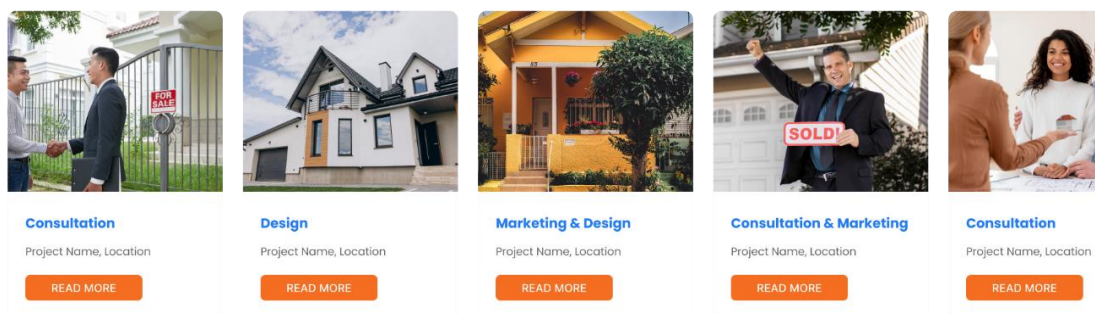 FOR
SALE
SOLD!
Consultation
Design
Marketing & Design
Consultation & Marketing
Consultation
Project Name, Location
Project Name, Location
Project Name, Location
Project Name, Location
Project Name, Location
READ MORE
READ MORE
READ MORE
READ MORE
READ MORE